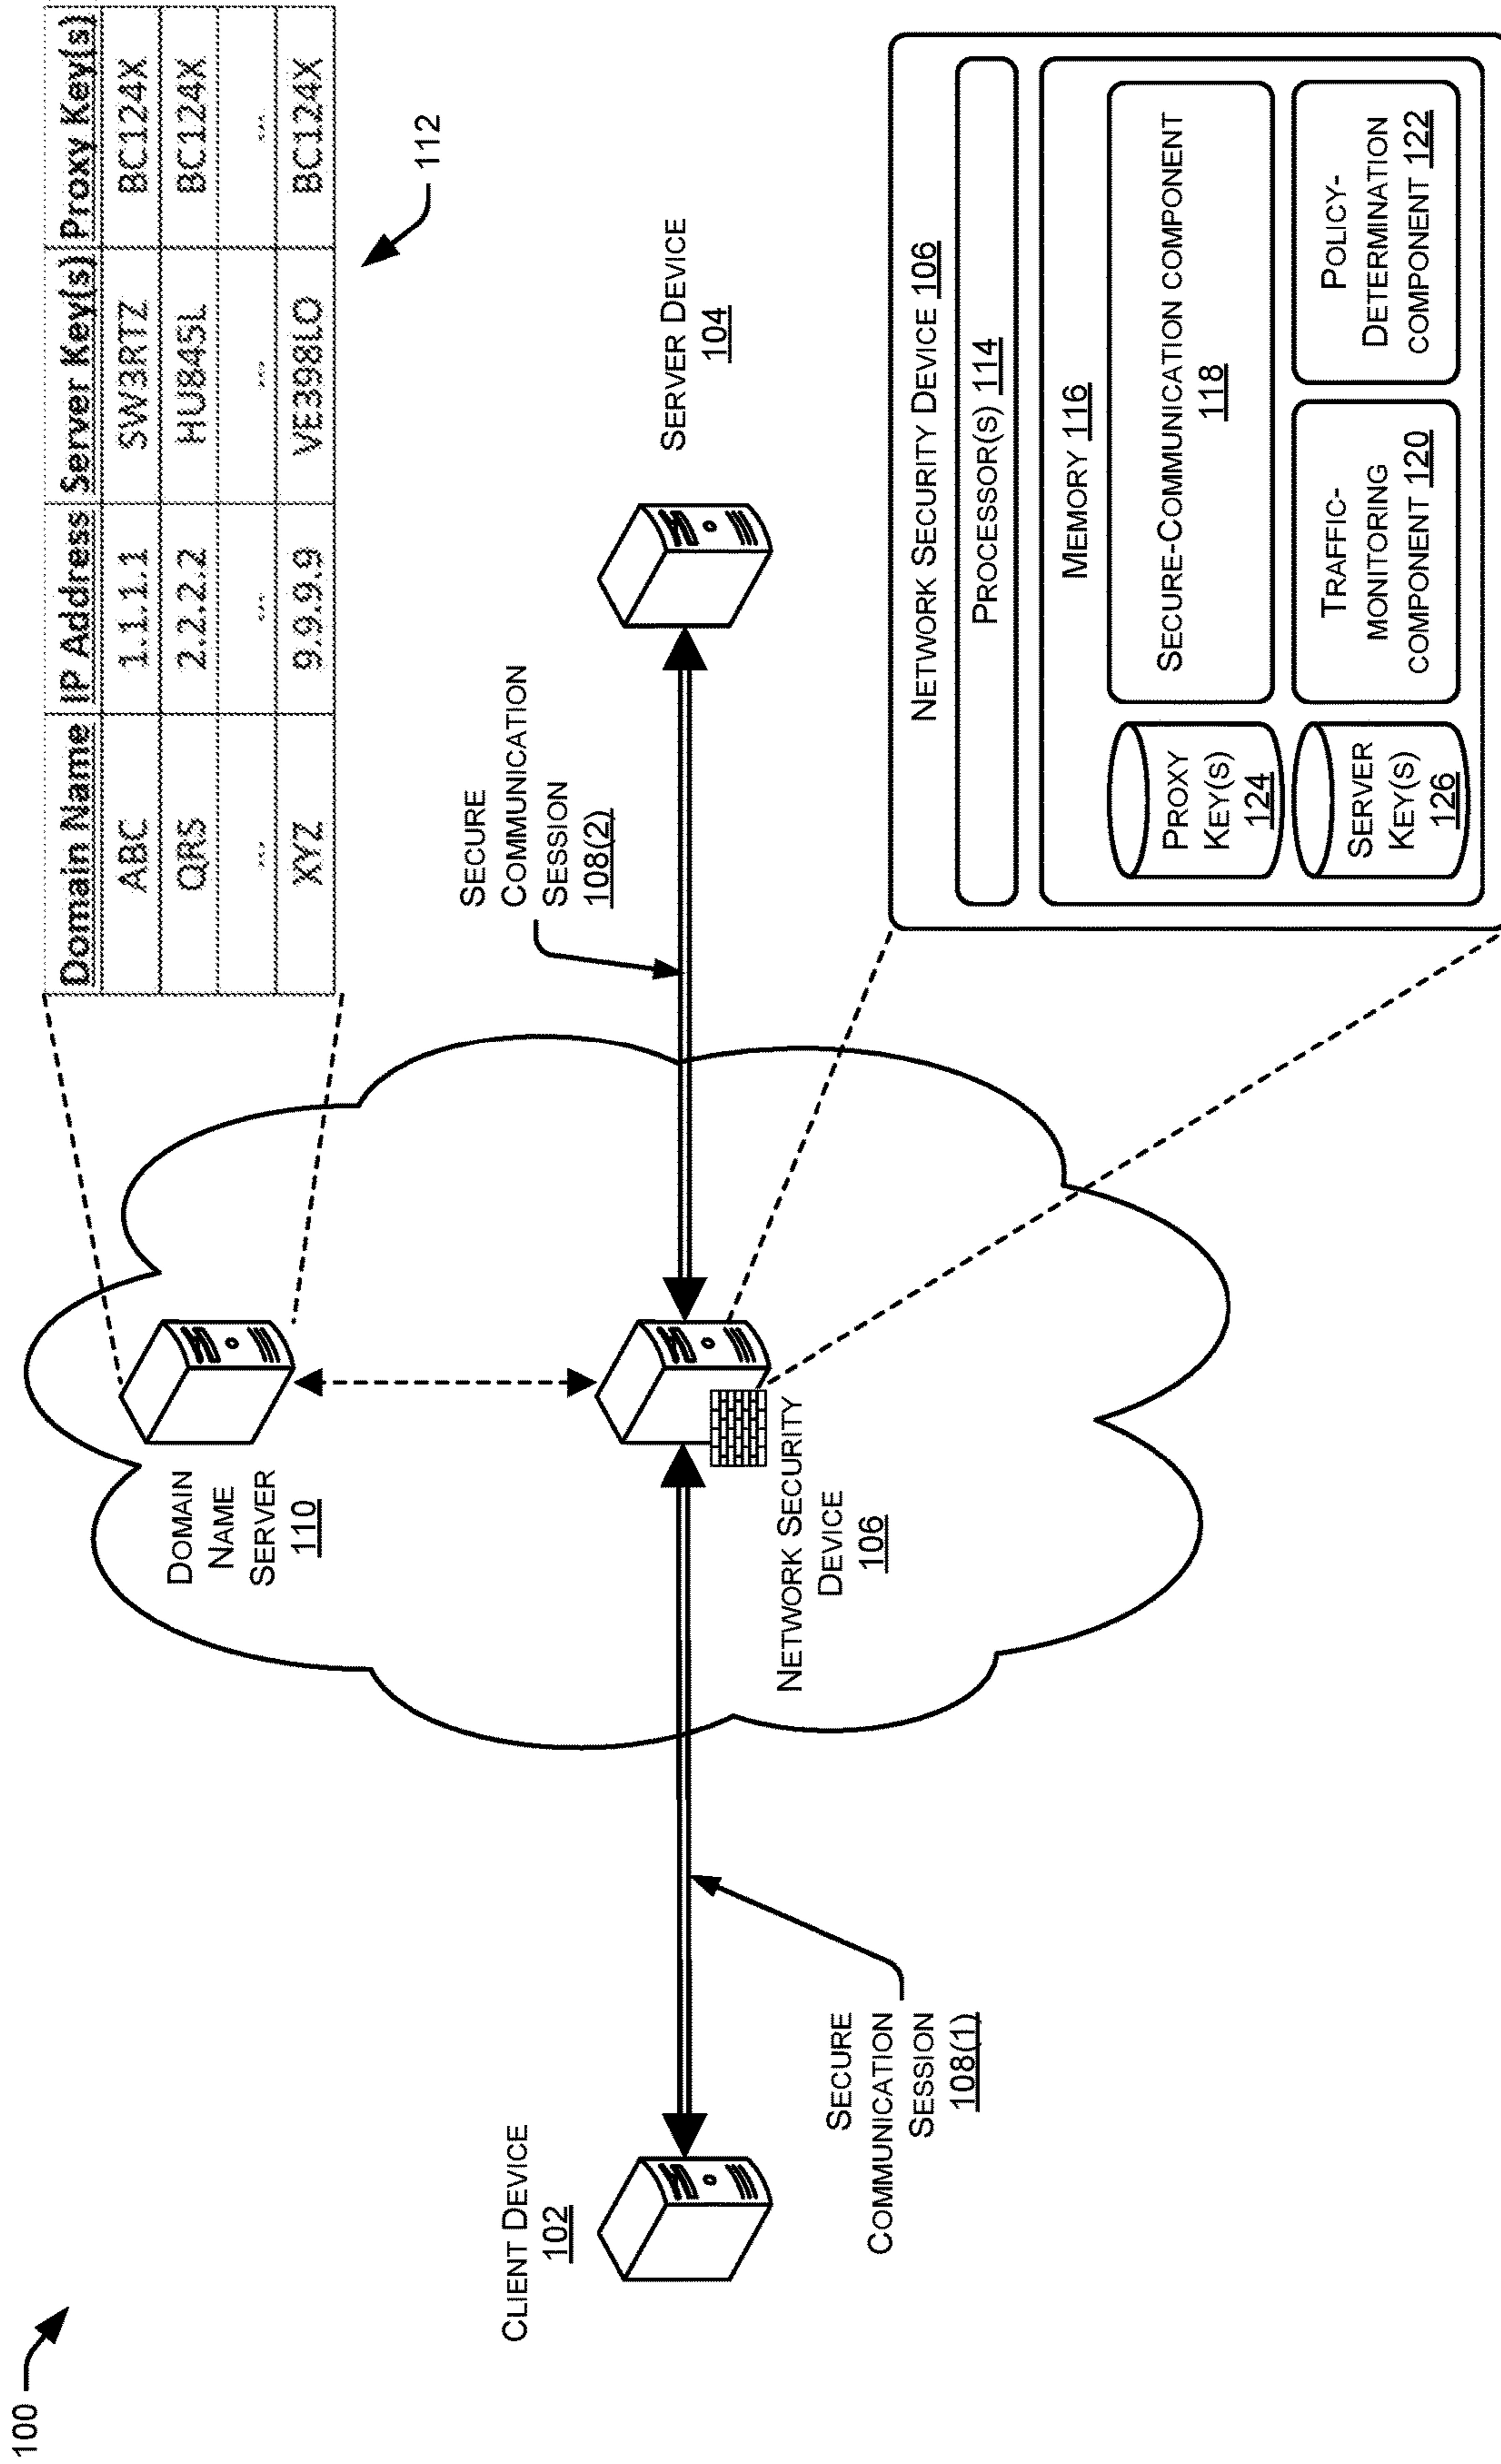 100
Domain Name IP Address Server Key(s) Proxy Key(s)
ABC 1.1.1.1 SW3RTZ BC124X
QRS 2.2.2.2 HU845L BC124X
... ... ... ...
XYZ 9.9.9.9 VE398LO BC124X
112
DOMAIN
NAME
SERVER
110
CLIENT DEVICE
102
SECURE
COMMUNICATION
SESSION
108(2)
SERVER DEVICE
104
NETWORK SECURITY
DEVICE
106
SECURE
COMMUNICATION
SESSION
108(1)
NETWORK SECURITY DEVICE 106
PROCESSOR(S) 114
MEMORY 116
PROXY
KEY(S)
124
SECURE-COMMUNICATION COMPONENT
118
SERVER
KEY(S)
126
TRAFFIC-
MONITORING
COMPONENT 120
POLICY-
DETERMINATION
COMPONENT 122